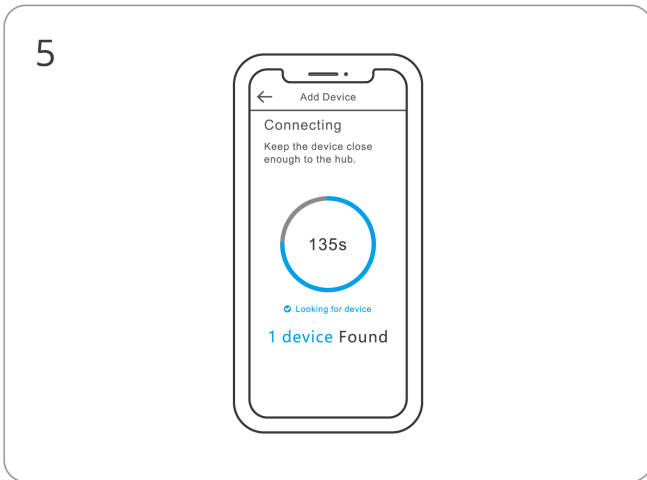 5
Add Device
Connecting
Keep the device close
enough to the hub.
135s
Looking for device
1 device Found